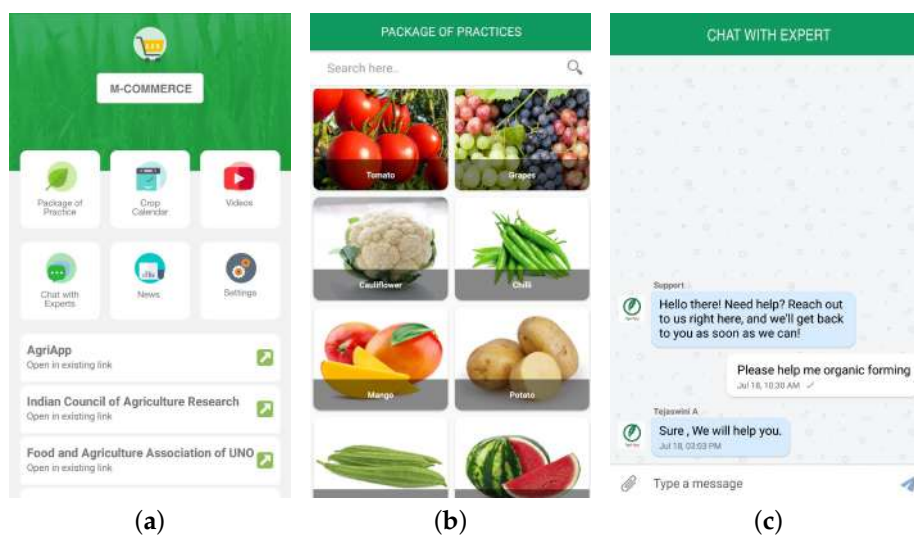 M-COMMERCE
Package of
Practice
Crop
Calendar
Videos
Chat with
Experts
News
Settings
AgriApp
Open in existing link
Indian Council of Agriculture Research
Open in existing link
Food and Agriculture Association of UNO
Open in existing link
(a)
PACKAGE OF PRACTICES
Search here..
Tomato
Grapes
Cauliflower
Chilli
Mango
Potato
(b)
CHAT WITH EXPERT
Support
Hello there! Need help? Reach out
to us right here, and we'll get back
to you as soon as we can!
Please help me organic forming
Jul 18, 10:30 AM
Tejaswini A
Sure , We will help you.
Jul 18, 03:03 PM
Type a message
(c)